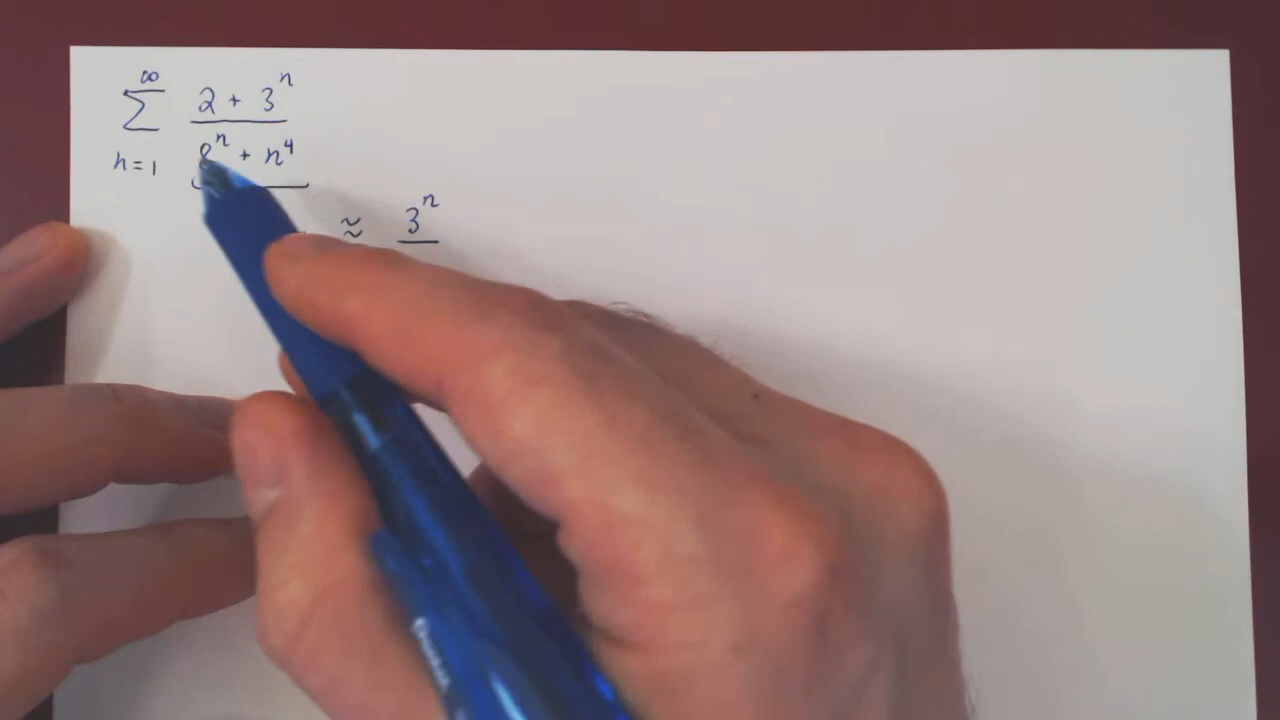 ∞
∑ 2 + 3^n
n=1 8^n + n^4
≈ 3^n